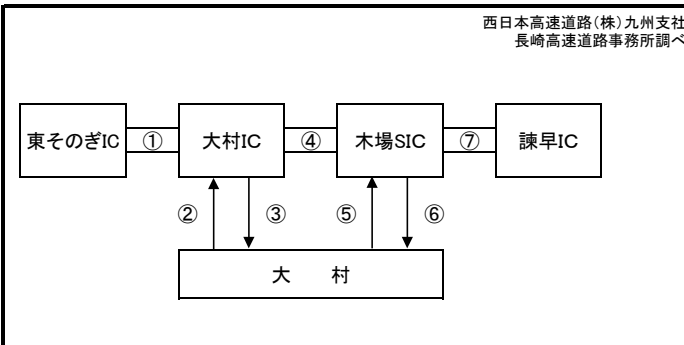 西日本高速道路(株)九州支社
長崎高速道路事務所調べ
東そのぎIC ① 大村IC ④ 木場SIC ⑦ 諫早IC
② ③ ⑤ ⑥
大 村